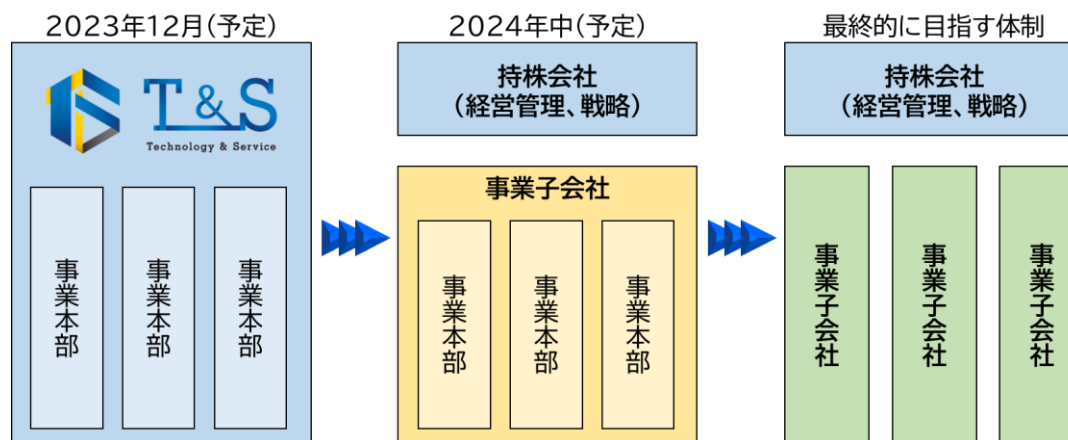 2023年12月(予定)
T&S
Technology & Service
事業本部
事業本部
事業本部
2024年中(予定)
持株会社
(経営管理、戦略)
事業子会社
事業本部
事業本部
事業本部
最終的に目指す体制
持株会社
(経営管理、戦略)
事業子会社
事業子会社
事業子会社